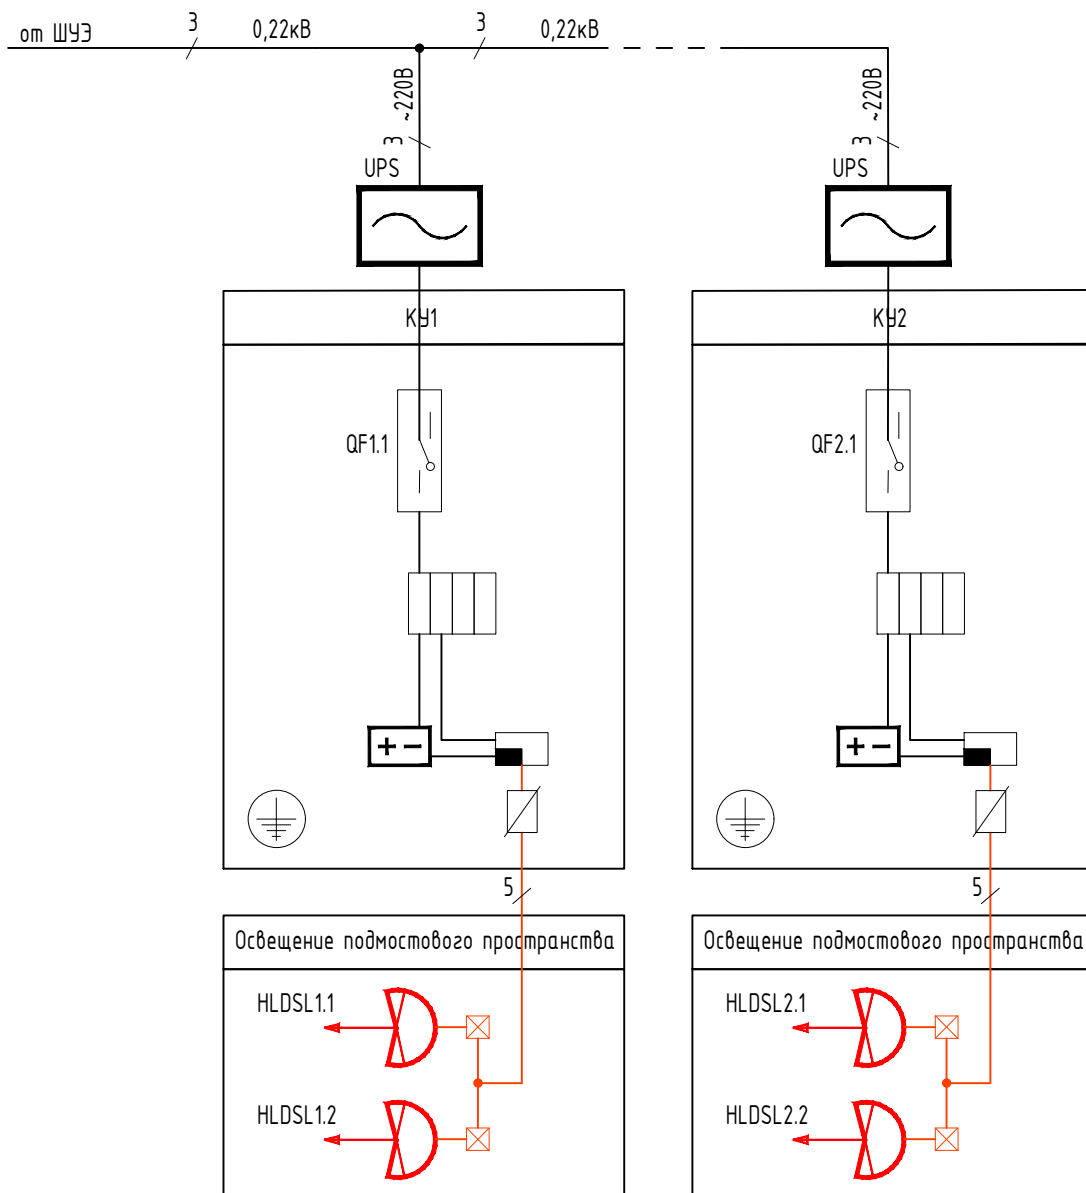 от ШУЭ
3
0,22кВ
3
0,22кВ
3 ~220В
3 ~220В
UPS
UPS
КУ1
КУ2
QF1.1
QF2.1
+ −
+ −
5
5
Освещение подмостового пространства
Освещение подмостового пространства
HLDSL1.1
HLDSL2.1
HLDSL1.2
HLDSL2.2